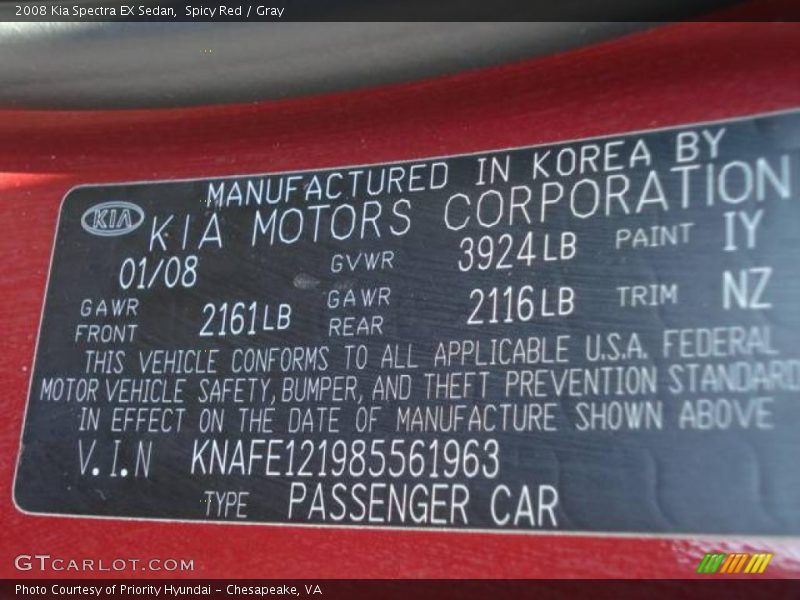 2008 Kia Spectra EX Sedan, Spicy Red / Gray
MANUFACTURED IN KOREA BY
KIA KIA MOTORS CORPORATION
01/08 GVWR 3924LB PAINT IY
GAWR FRONT 2161LB GAWR REAR 2116LB TRIM NZ
THIS VEHICLE CONFORMS TO ALL APPLICABLE U.S.A. FEDERAL
MOTOR VEHICLE SAFETY, BUMPER, AND THEFT PREVENTION STANDARD
IN EFFECT ON THE DATE OF MANUFACTURE SHOWN ABOVE
V.I.N KNAFE121985561963
TYPE PASSENGER CAR
GTCARLOT.COM
Photo Courtesy of Priority Hyundai - Chesapeake, VA